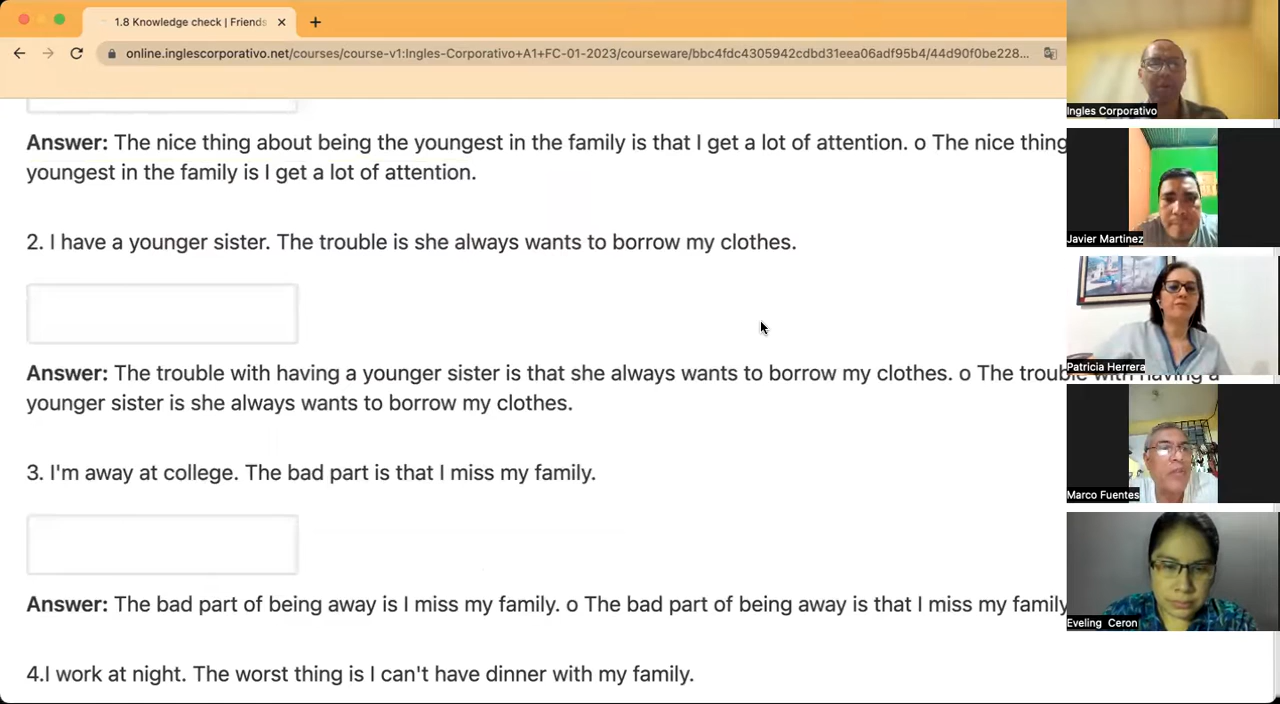 1.8 Knowledge check | Friends
online.inglescorporativo.net/courses/course-v1:Ingles-Corporativo+A1+FC-01-2023/courseware/bbc4fdc4305942cdbd31eea06adf95b4/44d90f0be228...
Answer: The nice thing about being the youngest in the family is that I get a lot of attention. o The nice thing
youngest in the family is I get a lot of attention.
2. I have a younger sister. The trouble is she always wants to borrow my clothes.
Answer: The trouble with having a younger sister is that she always wants to borrow my clothes. o The trouble with having a
younger sister is she always wants to borrow my clothes.
3. I'm away at college. The bad part is that I miss my family.
Answer: The bad part of being away is I miss my family. o The bad part of being away is that I miss my family
4.I work at night. The worst thing is I can't have dinner with my family.
Ingles Corporativo
Javier Martinez
Patricia Herrera
Marco Fuentes
Eveling Ceron